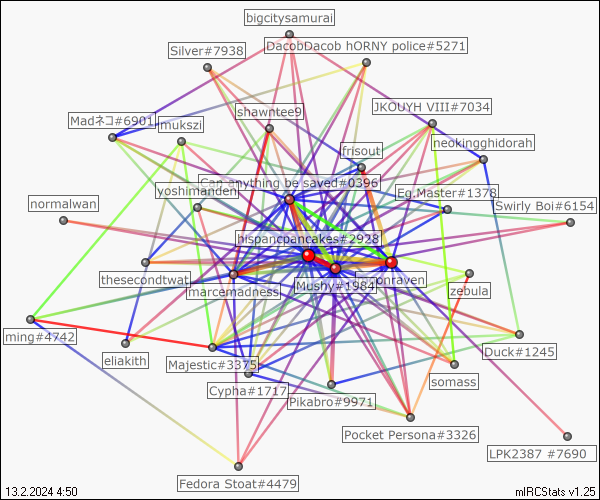 bigcitysamurai
DacobDacob hORNY police#5271
Silver#7938
JKOUYH VIII#7034
shawntee9
Madネコ#6901
mukszi
neokingghidorah
frisout
Can anything be saved#0396
yoshimanden
Eg.Master#1378
normalwan
Swirly Boi#6154
hispanicpancakes#2928
thesecondtwat
Mushy#1984
onraven
zebula
marcemadness
ming#4742
eliakith
Majestic#3375
Duck#1245
somass
Cypha#1717
Pikabro#9971
Pocket Persona#3326
LPK2387 #7690
Fedora Stoat#4479
13.2.2024 4:50
mIRCStats v1.25